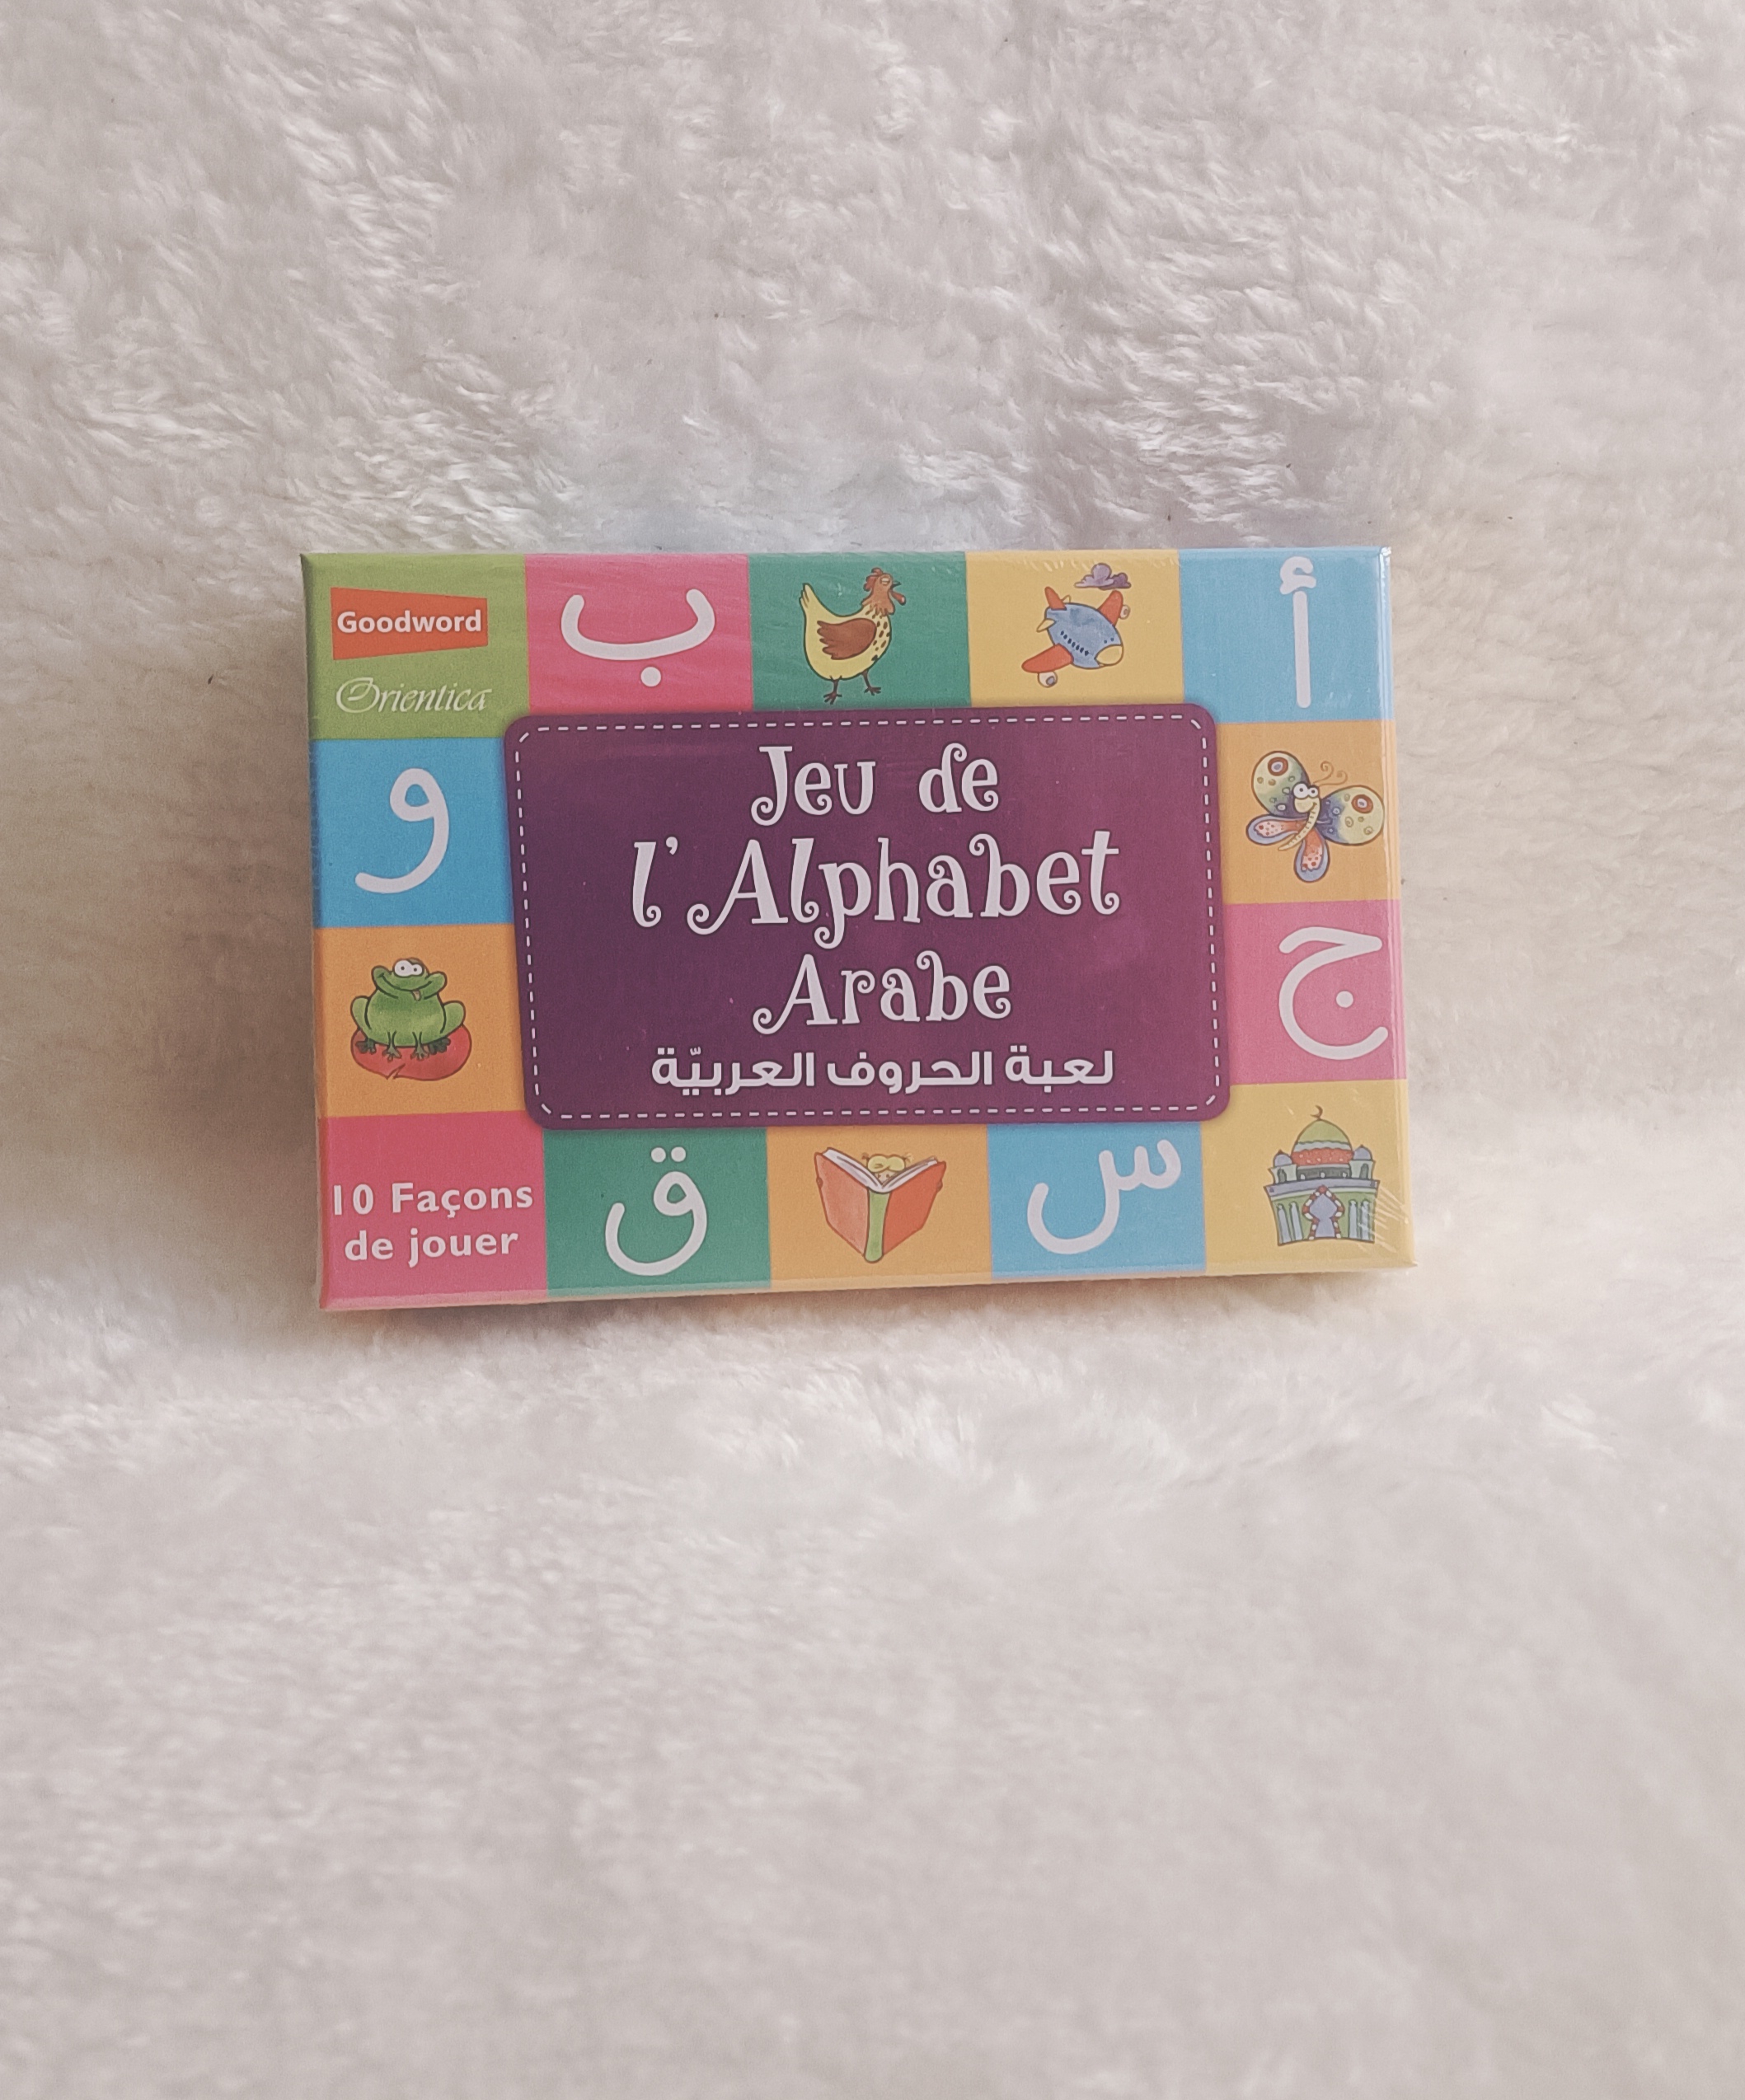 Goodword
Orientica
ب
أ
و
Jeu de
l'Alphabet
Arabe
لعبة الحروف العربيّة
ج
10 Façons
de jouer
ق
س